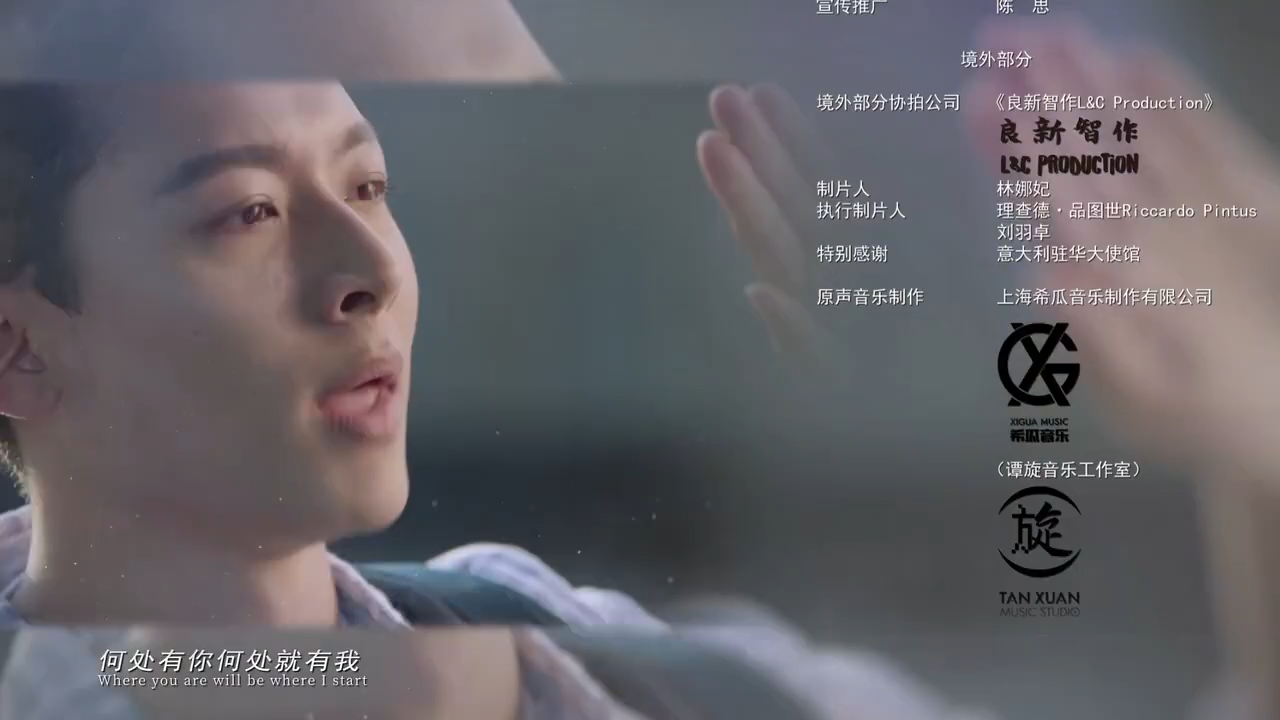 宣传推广 陈 思
境外部分
境外部分协拍公司 《良新智作L&C Production》
良新智作
L&C PRODUCTION
制片人 林娜妃
执行制片人 理查德·品图世Riccardo Pintus
刘羽卓
特别感谢 意大利驻华大使馆
原声音乐制作 上海希瓜音乐制作有限公司
XG
XIGUA MUSIC
希瓜音乐
（谭旋音乐工作室）
旋
TAN XUAN
MUSIC STUDIO
何处有你何处就有我
Where you are will be where I start